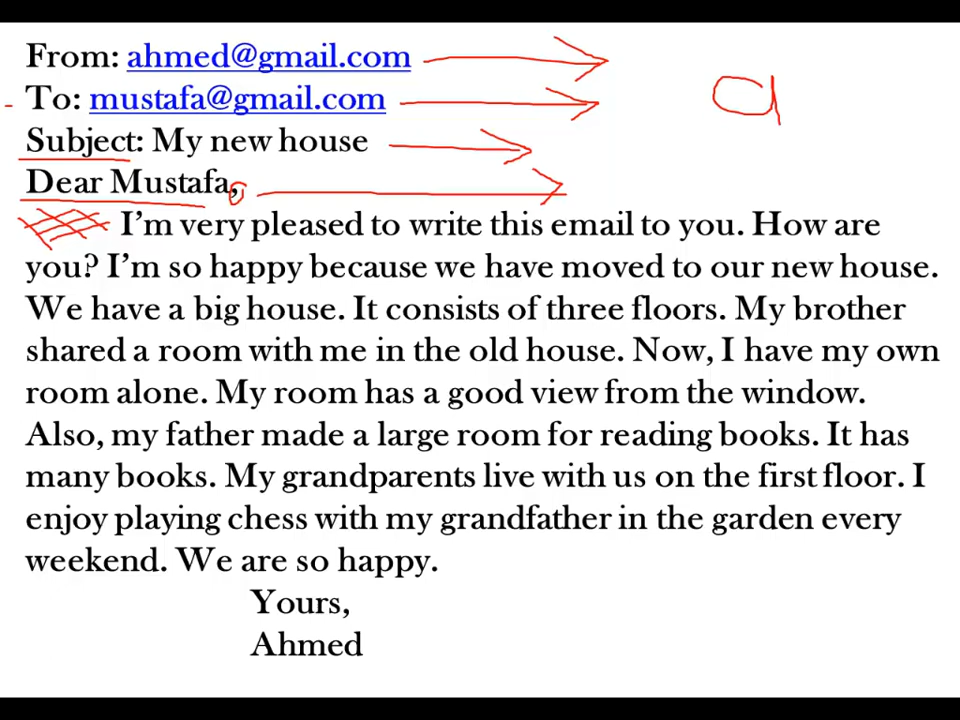 From: ahmed@gmail.com
To: mustafa@gmail.com
Subject: My new house
Dear Mustafa,
I'm very pleased to write this email to you. How are
you? I'm so happy because we have moved to our new house.
We have a big house. It consists of three floors. My brother
shared a room with me in the old house. Now, I have my own
room alone. My room has a good view from the window.
Also, my father made a large room for reading books. It has
many books. My grandparents live with us on the first floor. I
enjoy playing chess with my grandfather in the garden every
weekend. We are so happy.
Yours,
Ahmed